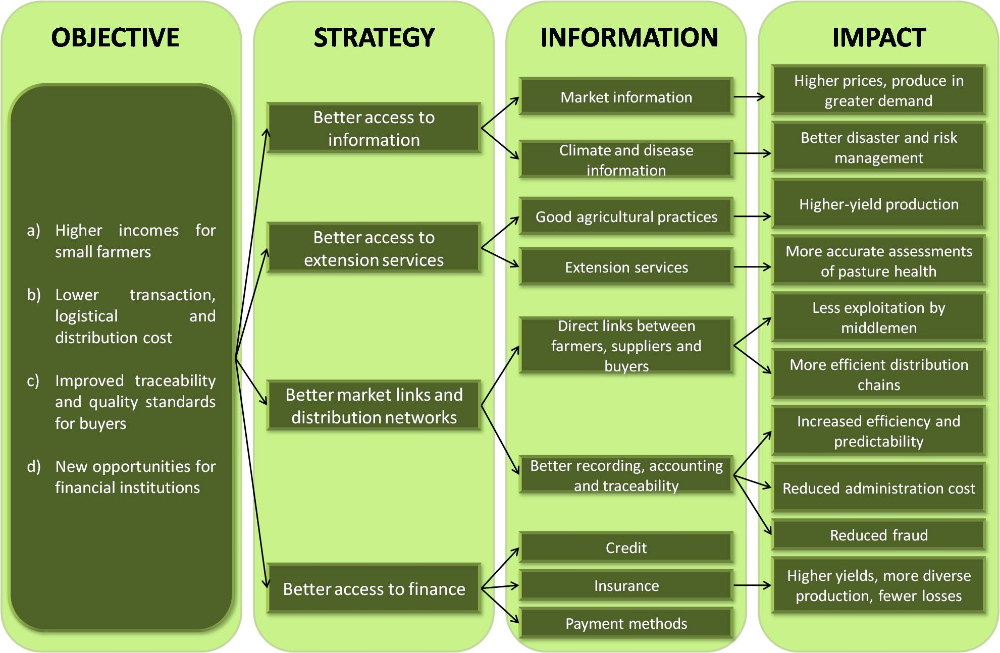 OBJECTIVE
a) Higher incomes for
small farmers
b) Lower transaction,
logistical and
distribution cost
c) Improved traceability
and quality standards
for buyers
d) New opportunities for
financial institutions
STRATEGY
Better access to
information
Better access to
extension services
Better market links and
distribution networks
Better access to finance
INFORMATION
Market information
Climate and disease
information
Good agricultural practices
Extension services
Direct links between
farmers, suppliers and
buyers
Better recording, accounting
and traceability
Credit
Insurance
Payment methods
IMPACT
Higher prices, produce in
greater demand
Better disaster and risk
management
Higher-yield production
More accurate assessments
of pasture health
Less exploitation by
middlemen
More efficient distribution
chains
Increased efficiency and
predictability
Reduced administration cost
Reduced fraud
Higher yields, more diverse
production, fewer losses